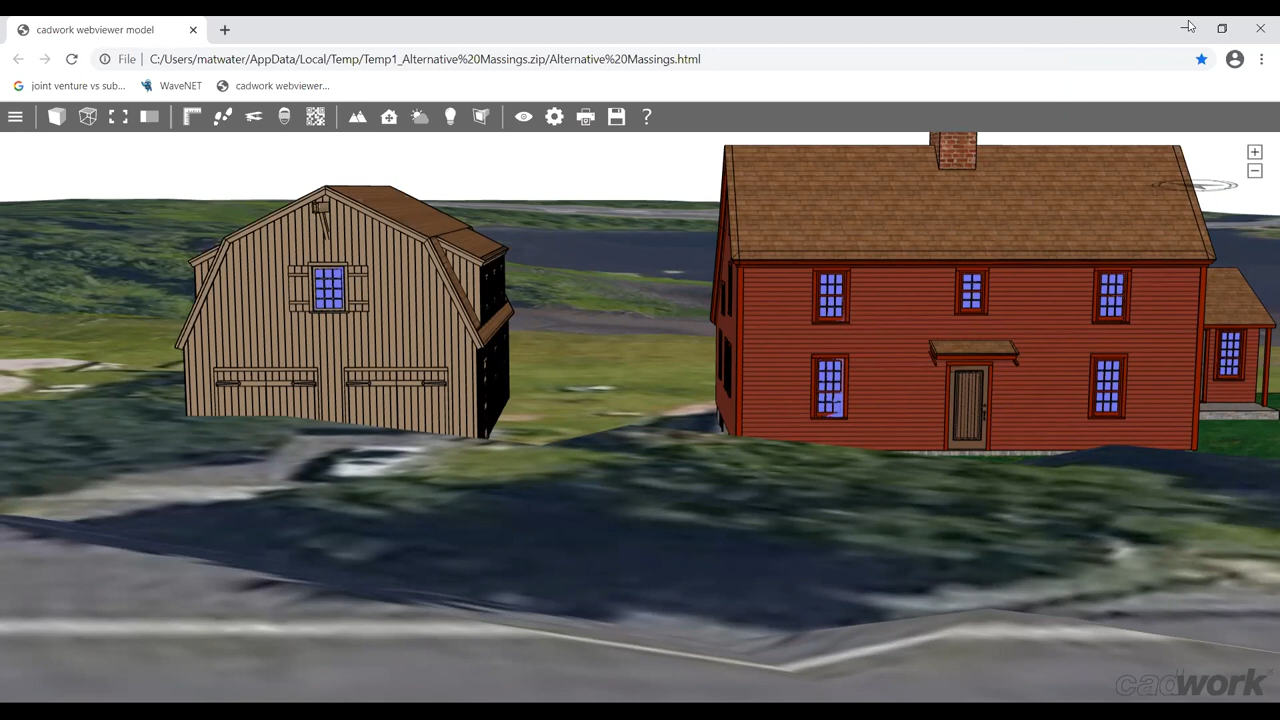 cadwork webviewer model
File
C:/Users/matwater/AppData/Local/Temp/Temp1_Alternative%20Massings.zip/Alternative%20Massings.html
joint venture vs sub...
WaveNET
cadwork webviewer...
cadwork